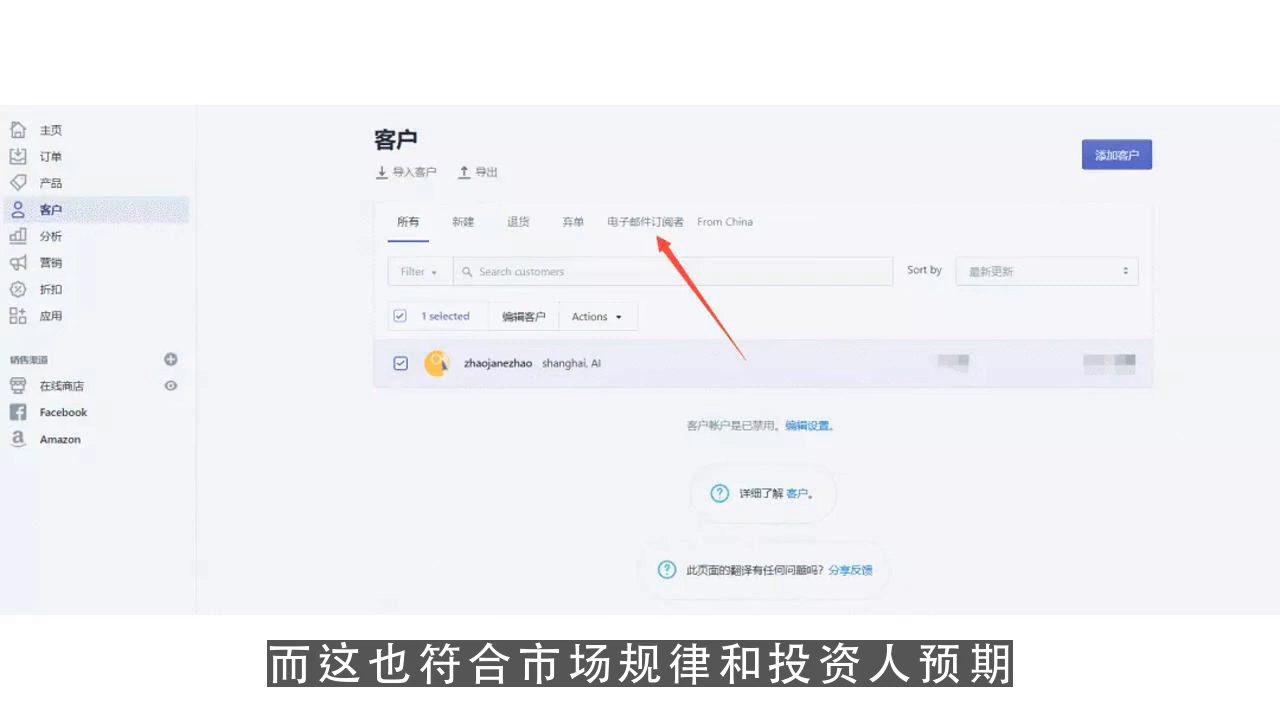 主页
订单
产品
客户
分析
营销
折扣
应用
销售渠道
在线商店
Facebook
Amazon
客户
导入客户 导出
添加客户
所有 新建 退货 弃单 电子邮件订阅者 From China
Filter Search customers Sort by 最新更新
1 selected 编辑客户 Actions
zhaojanezhao shanghai, AI
客户帐户是已禁用。编辑设置。
详细了解 客户。
此页面的翻译有任何问题吗？分享反馈
而这也符合市场规律和投资人预期